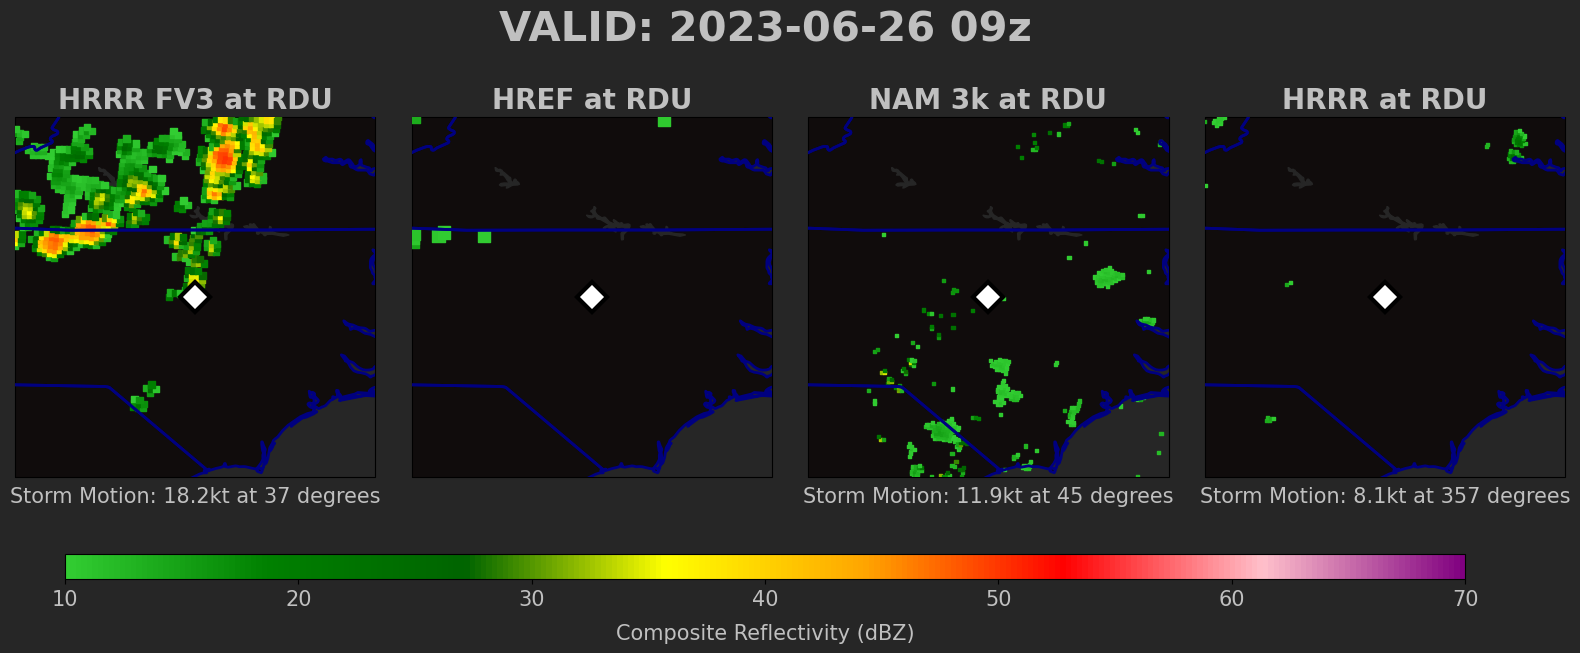 VALID: 2023-06-26 09z
HRRR FV3 at RDU
HREF at RDU
NAM 3k at RDU
HRRR at RDU
Storm Motion: 18.2kt at 37 degrees
Storm Motion: 11.9kt at 45 degrees
Storm Motion: 8.1kt at 357 degrees
10 20 30 40 50 60 70
Composite Reflectivity (dBZ)